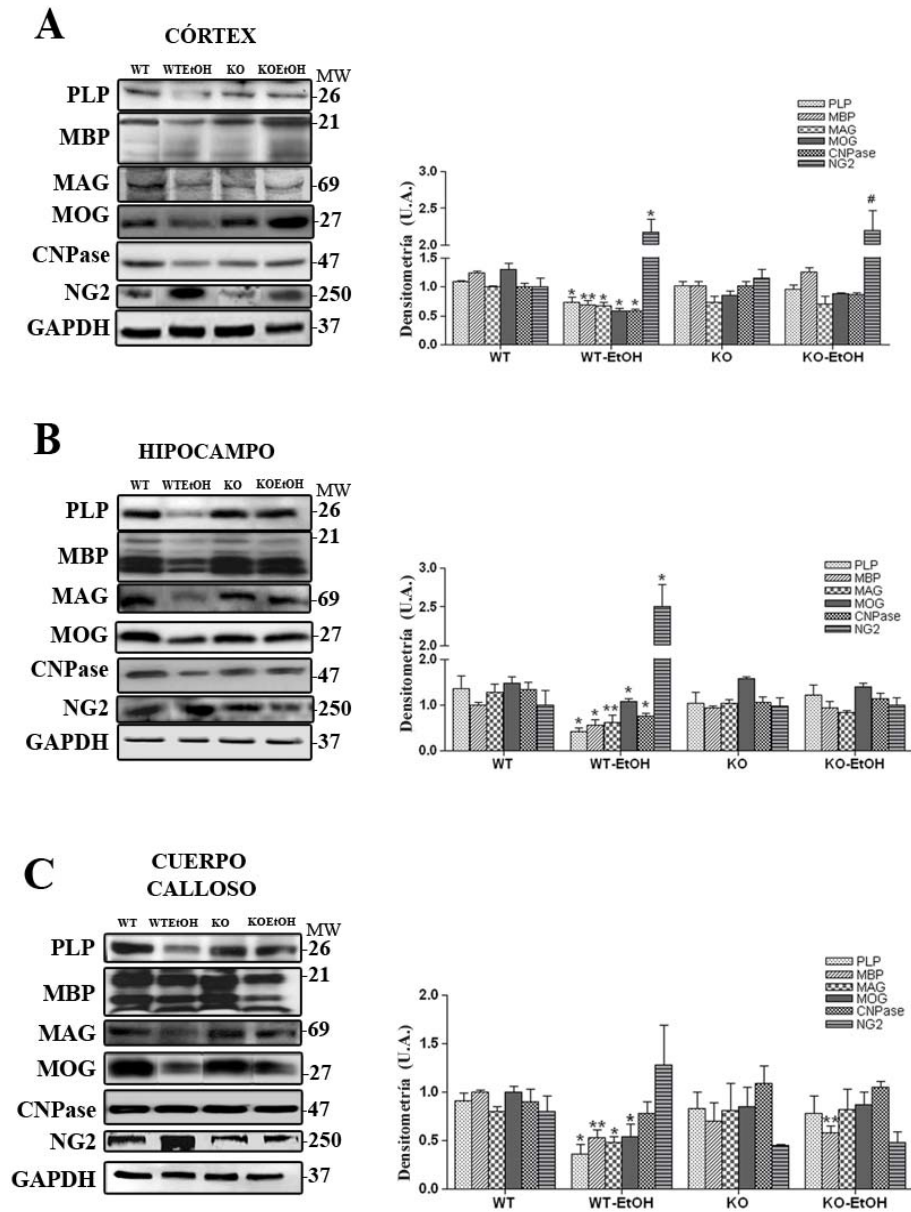 A
CÓRTEX
WT WTEtOH KO KOEtOH
MW
PLP -26
MBP -21
MAG -69
MOG -27
CNPase -47
NG2 -250
GAPDH -37
PLP
MBP
MAG
MOG
CNPase
NG2
Densitometría (U.A.)
3.0
2.5
2.0
1.5
1.0
0.5
0.0
* ** * * * *
#
WT WT-EtOH KO KO-EtOH
B
HIPOCAMPO
WT WTEtOH KO KOEtOH
MW
PLP -26
MBP -21
MAG -69
MOG -27
CNPase -47
NG2 -250
GAPDH -37
PLP
MBP
MAG
MOG
CNPase
NG2
Densitometría (U.A.)
3.0
2.5
2.0
1.0
0.5
0.0
* * ** * * *
WT WT-EtOH KO KO-EtOH
C
CUERPO
CALLOSO
WT WTEtOH KO KOEtOH
MW
PLP -26
MBP -21
MAG -69
MOG -27
CNPase -47
NG2 -250
GAPDH -37
PLP
MBP
MAG
MOG
CNPase
NG2
Densitometría (U.A.)
2.0
1.5
1.0
0.5
0.0
* ** * *
**
WT WT-EtOH KO KO-EtOH